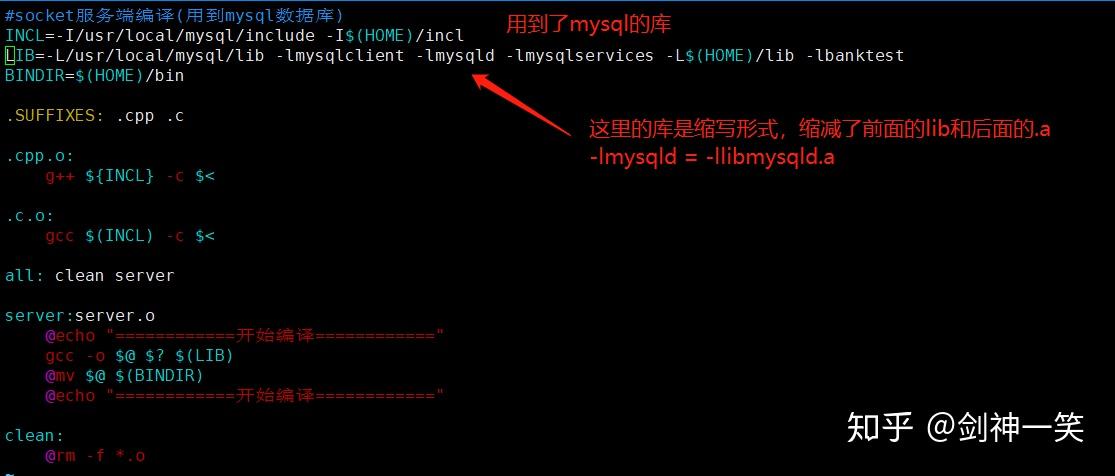 #socket服务端编译(用到mysql数据库)
用到了mysql的库
INCL=-I/usr/local/mysql/include -I$(HOME)/incl
LIB=-L/usr/local/mysql/lib -lmysqlclient -lmysqld -lmysqlservices -L$(HOME)/lib -lbanktest
BINDIR=$(HOME)/bin
.SUFFIXES: .cpp .c
这里的库是缩写形式，缩减了前面的lib和后面的.a
-lmysqld = -llibmysqld.a
.cpp.o:
g++ ${INCL} -c $<
.c.o:
gcc $(INCL) -c $<
all: clean server
server:server.o
@echo "============开始编译============"
gcc -o $@ $? $(LIB)
@mv $@ $(BINDIR)
@echo "============开始编译============"
clean:
@rm -f *.o
~
知乎 @剑神一笑